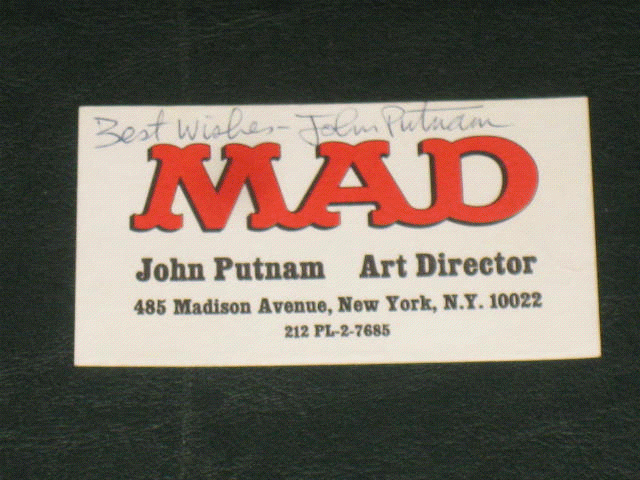 Best Wishes - John Putnam
MAD
John Putnam Art Director
485 Madison Avenue, New York, N.Y. 10022
212 PL-2-7685